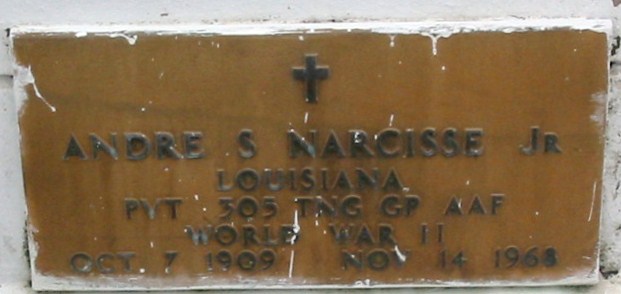 ANDRE S NARCISSE JR
LOUISIANA
PVT 305 TNG GP AAF
WORLD WAR II
OCT 7 1909 NOV 14 1968